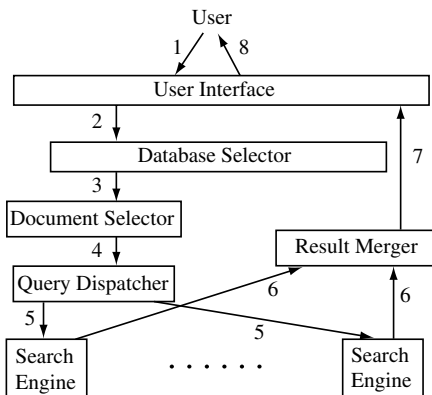 User
1 8
User Interface
2
Database Selector
7
3
Document Selector
4
Result Merger
Query Dispatcher
6
6
5
5
Search
Engine
. . . . . .
Search
Engine